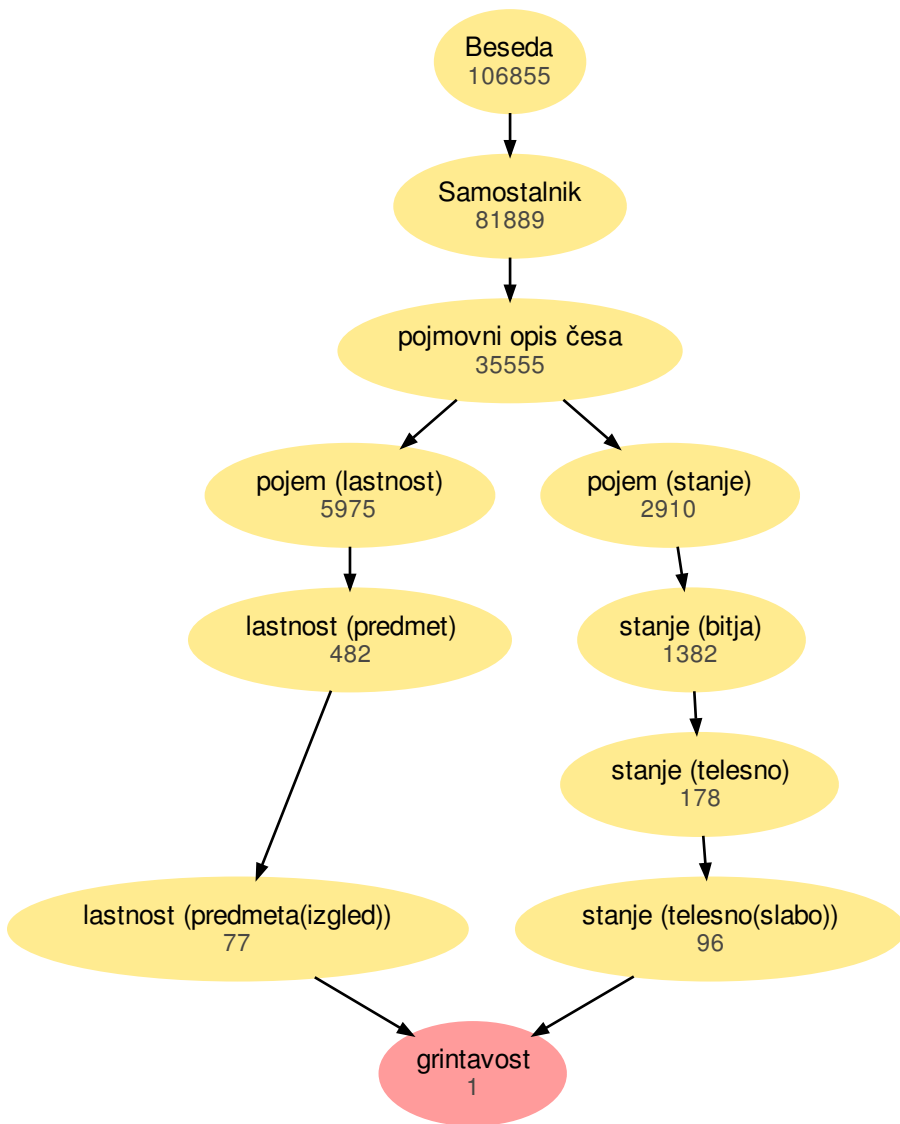 Beseda
106855
Samostalnik
81889
pojmovni opis česa
35555
pojem (lastnost)
5975
pojem (stanje)
2910
lastnost (predmet)
482
stanje (bitja)
1382
stanje (telesno)
178
lastnost (predmeta(izgled))
77
stanje (telesno(slabo))
96
grintavost
1